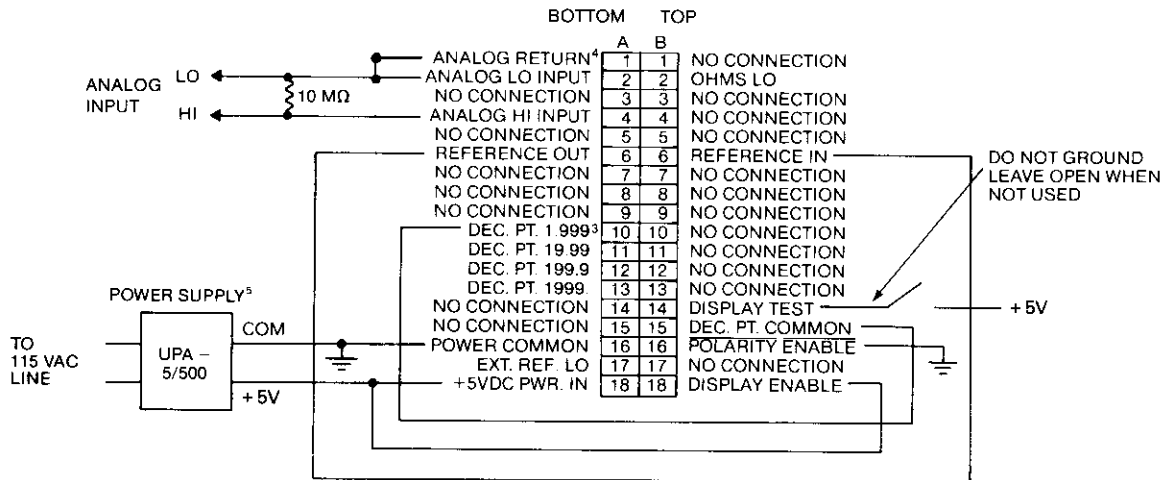 BOTTOM TOP
A B
ANALOG RETURN4 1 1 NO CONNECTION
ANALOG LO INPUT 2 2 OHMS LO
NO CONNECTION 3 3 NO CONNECTION
ANALOG HI INPUT 4 4 NO CONNECTION
NO CONNECTION 5 5 NO CONNECTION
REFERENCE OUT 6 6 REFERENCE IN
NO CONNECTION 7 7 NO CONNECTION
NO CONNECTION 8 8 NO CONNECTION
NO CONNECTION 9 9 NO CONNECTION
DEC. PT. 1.999³ 10 10 NO CONNECTION
DEC. PT. 19.99 11 11 NO CONNECTION
DEC. PT. 199.9 12 12 NO CONNECTION
DEC. PT. 1999. 13 13 NO CONNECTION
NO CONNECTION 14 14 DISPLAY TEST
NO CONNECTION 15 15 DEC. PT. COMMON
POWER COMMON 16 16 POLARITY ENABLE
EXT. REF. LO 17 17 NO CONNECTION
+5VDC PWR. IN 18 18 DISPLAY ENABLE
ANALOG
INPUT
LO
10 MΩ
HI
DO NOT GROUND
LEAVE OPEN WHEN
NOT USED
+5V
POWER SUPPLY⁵
COM
TO
115 VAC
LINE
UPA –
5/500
+5V